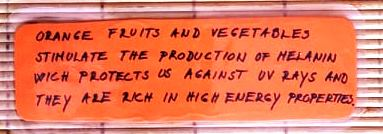 ORANGE FRUITS AND VEGETABLES
STIMULATE THE PRODUCTION OF MELANIN
WICH PROTECTS US AGAINST UV RAYS AND
THEY ARE RICH IN HIGH ENERGY PROPERTIES.